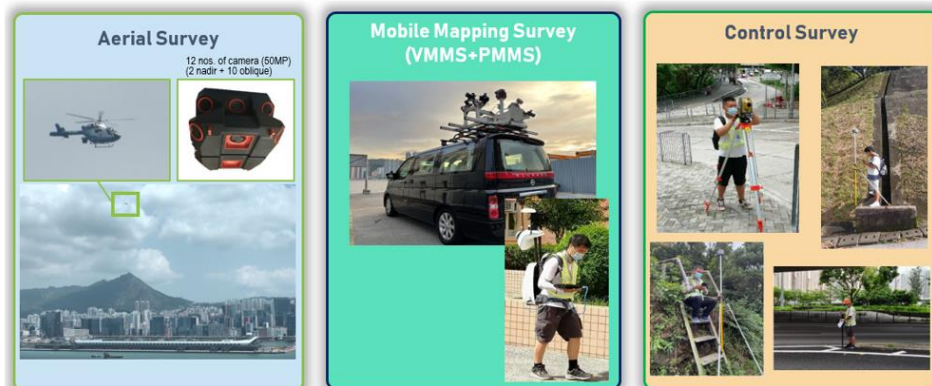 Aerial Survey
12 nos. of camera (50MP)
(2 nadir + 10 oblique)
Mobile Mapping Survey
(VMMS+PMMS)
Control Survey